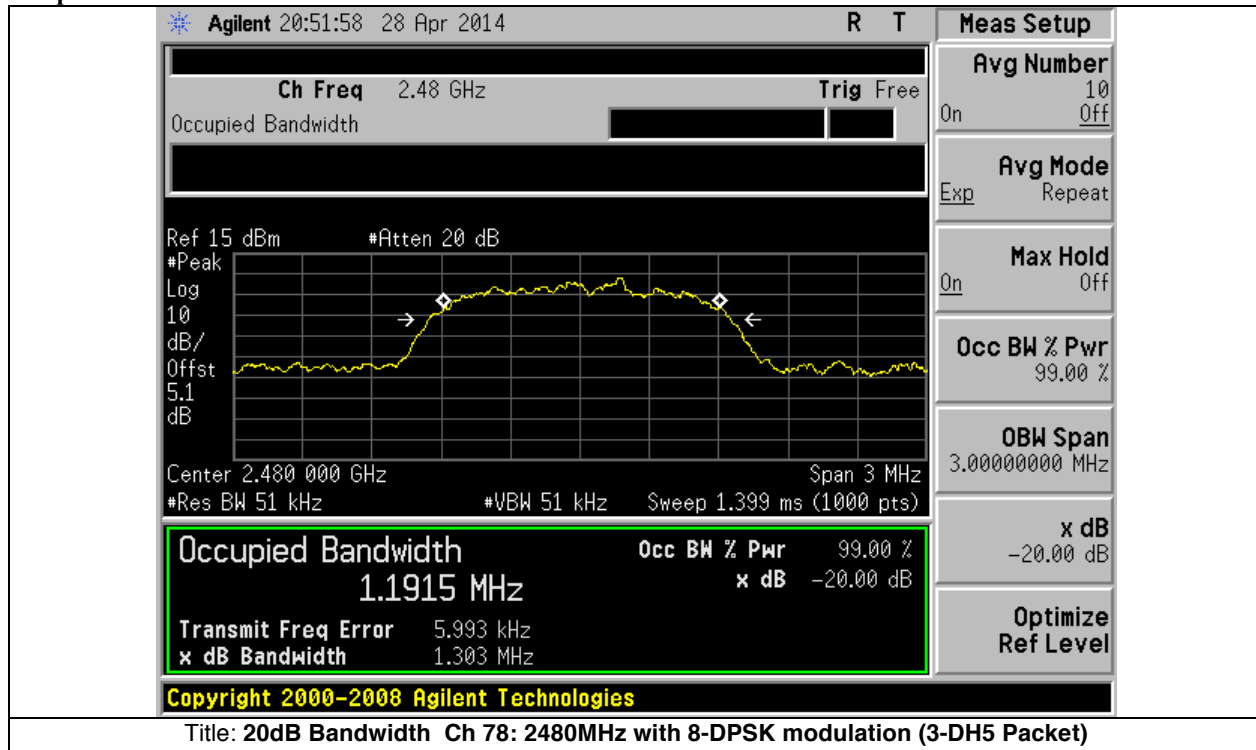 Agilent 20:51:58 28 Apr 2014 R T
Meas Setup
Ch Freq 2.48 GHz Trig Free
Occupied Bandwidth
Avg Number
10
On Off
Avg Mode
Exp Repeat
Max Hold
On Off
Occ BW % Pwr
99.00 %
OBW Span
3.00000000 MHz
x dB
-20.00 dB
Optimize
Ref Level
Ref 15 dBm #Atten 20 dB
#Peak
Log
10
dB/
Offst
5.1
dB
Center 2.480 000 GHz Span 3 MHz
#Res BW 51 kHz #VBW 51 kHz Sweep 1.399 ms (1000 pts)
Occupied Bandwidth Occ BW % Pwr 99.00 %
1.1915 MHz x dB -20.00 dB
Transmit Freq Error 5.993 kHz
x dB Bandwidth 1.303 MHz
Copyright 2000-2008 Agilent Technologies
Title: 20dB Bandwidth Ch 78: 2480MHz with 8-DPSK modulation (3-DH5 Packet)